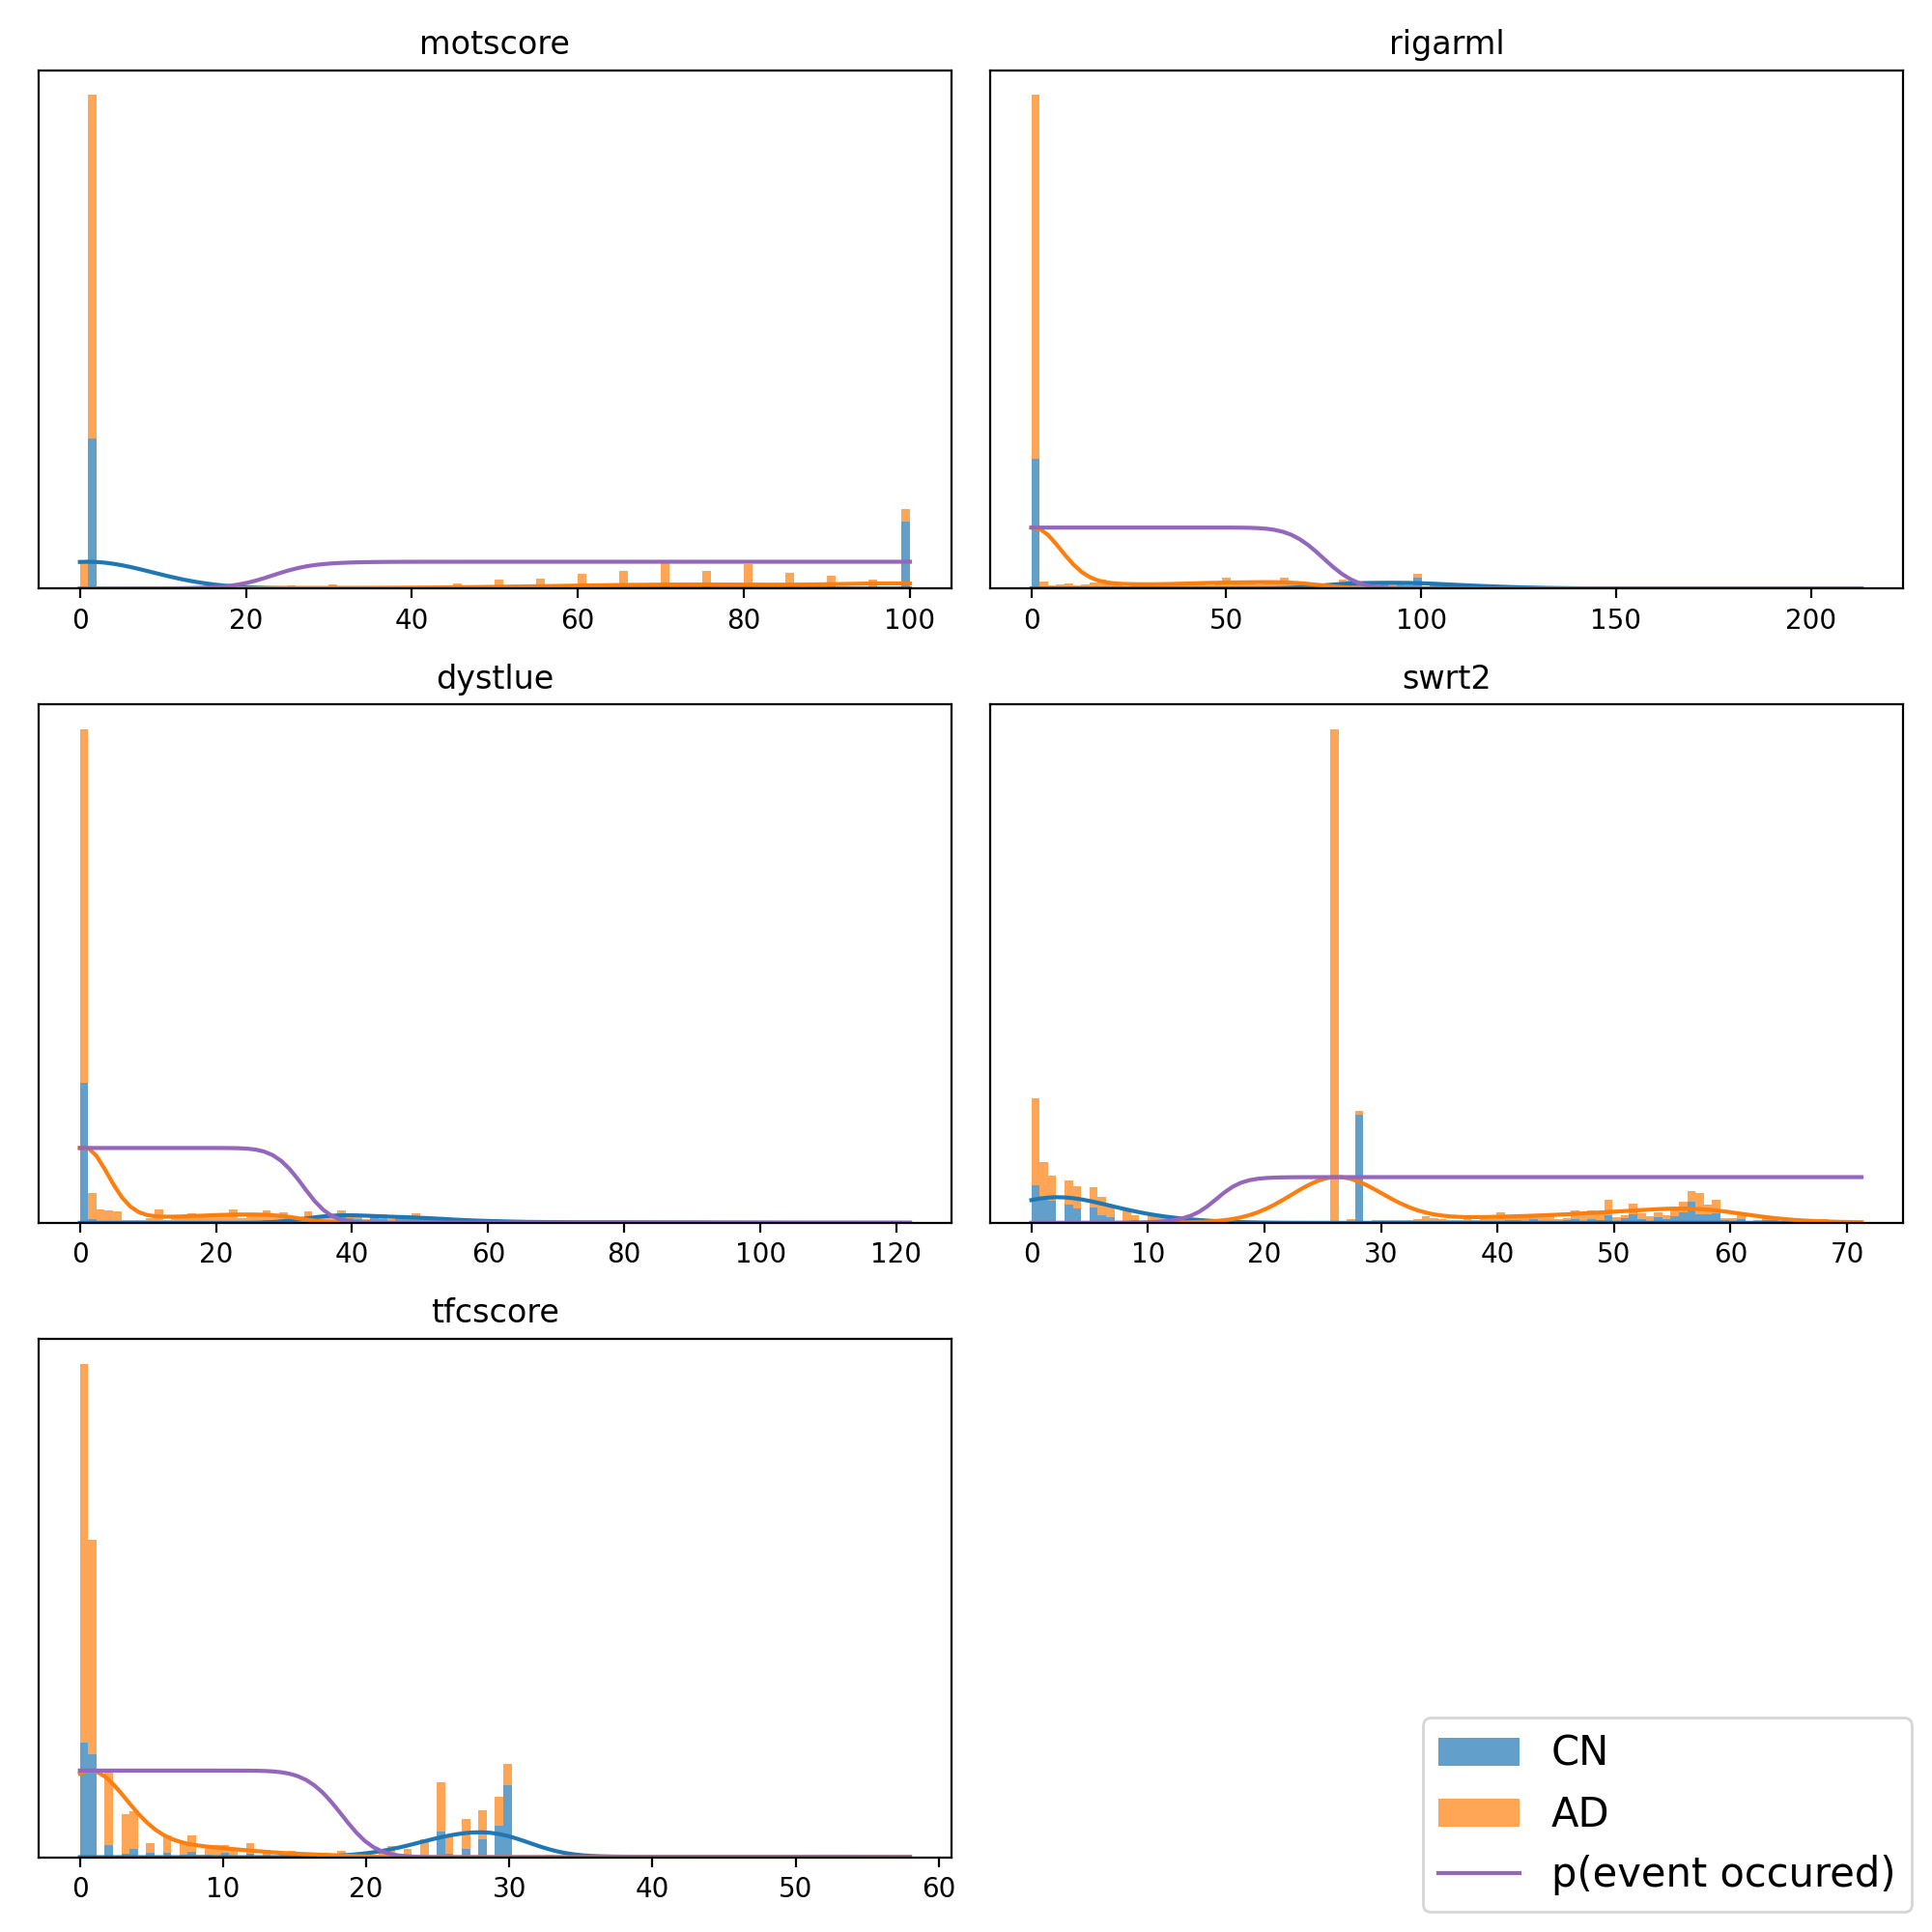 motscore
rigarml
0 20 40 60 80 100
0 50 100 150 200
dystlue
swrt2
0 20 40 60 80 100 120
0 10 20 30 40 50 60 70
tfcscore
0 10 20 30 40 50 60
CN
AD
p(event occured)